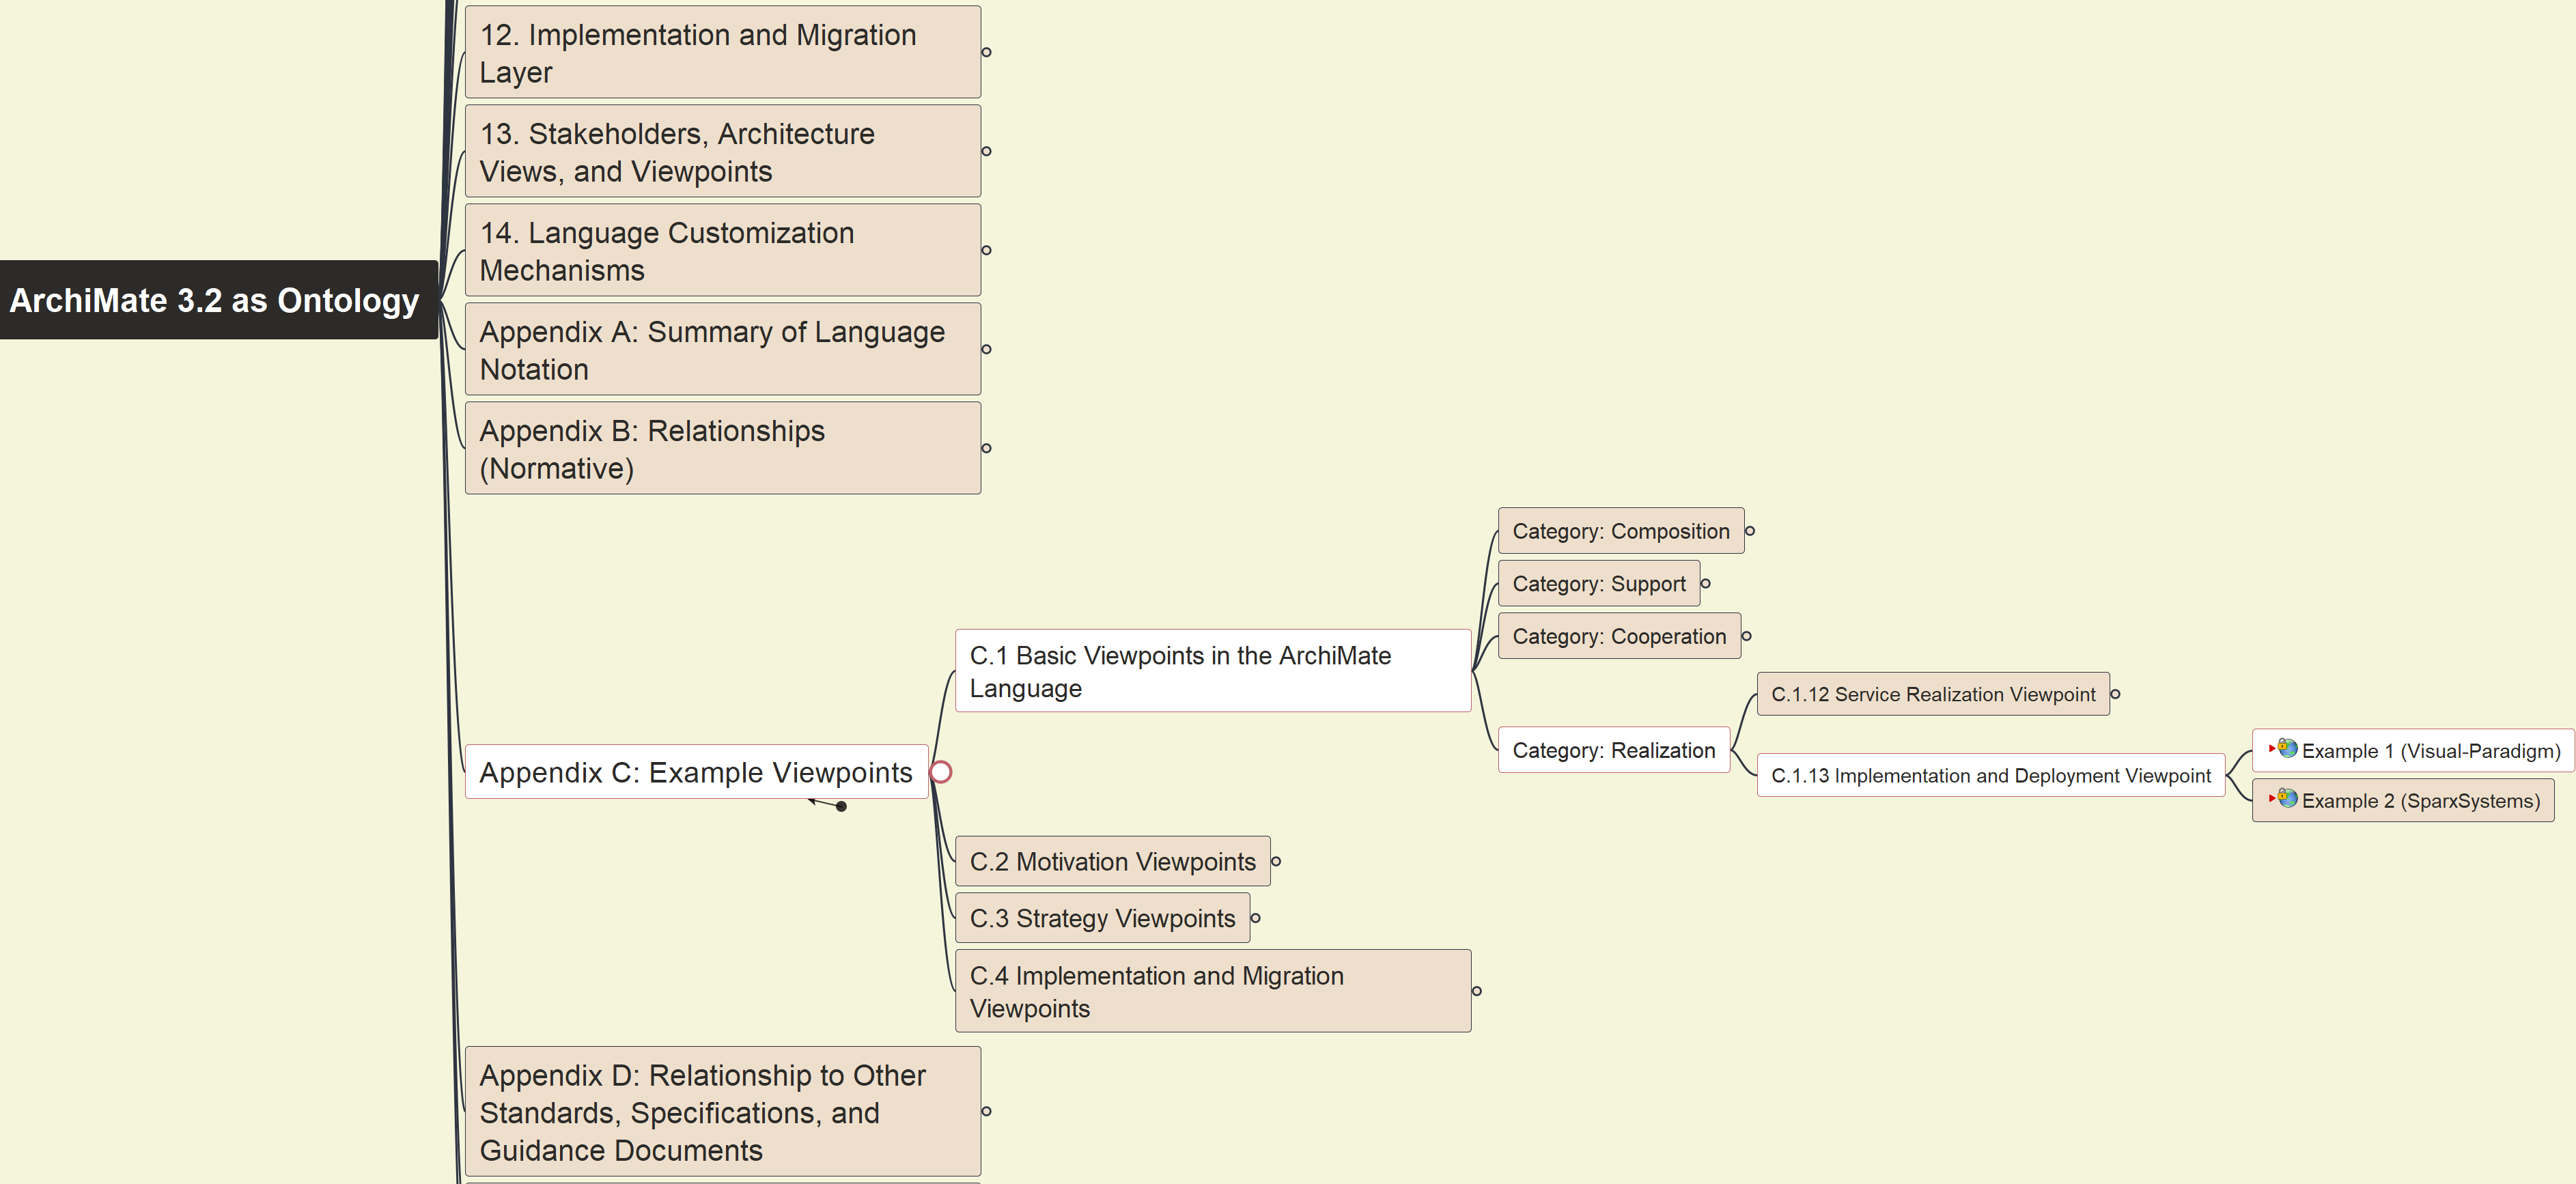 12. Implementation and Migration
Layer
13. Stakeholders, Architecture
Views, and Viewpoints
14. Language Customization
Mechanisms
ArchiMate 3.2 as Ontology
Appendix A: Summary of Language
Notation
Appendix B: Relationships
(Normative)
Appendix C: Example Viewpoints
C.1 Basic Viewpoints in the ArchiMate
Language
Category: Composition
Category: Support
Category: Cooperation
Category: Realization
C.1.12 Service Realization Viewpoint
C.1.13 Implementation and Deployment Viewpoint
Example 1 (Visual-Paradigm)
Example 2 (SparxSystems)
C.2 Motivation Viewpoints
C.3 Strategy Viewpoints
C.4 Implementation and Migration
Viewpoints
Appendix D: Relationship to Other
Standards, Specifications, and
Guidance Documents